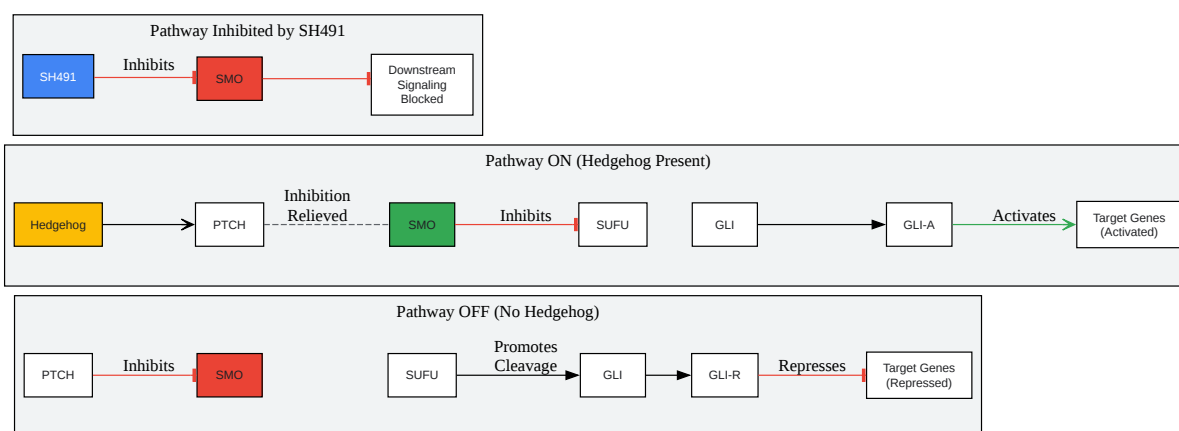 Pathway Inhibited by SH491
SH491
Inhibits
SMO
Downstream
Signaling
Blocked
Pathway ON (Hedgehog Present)
Hedgehog
PTCH
Inhibition
Relieved
SMO
Inhibits
SUFU
GLI
GLI-A
Activates
Target Genes
(Activated)
Pathway OFF (No Hedgehog)
PTCH
Inhibits
SMO
SUFU
Promotes
Cleavage
GLI
GLI-R
Represses
Target Genes
(Repressed)